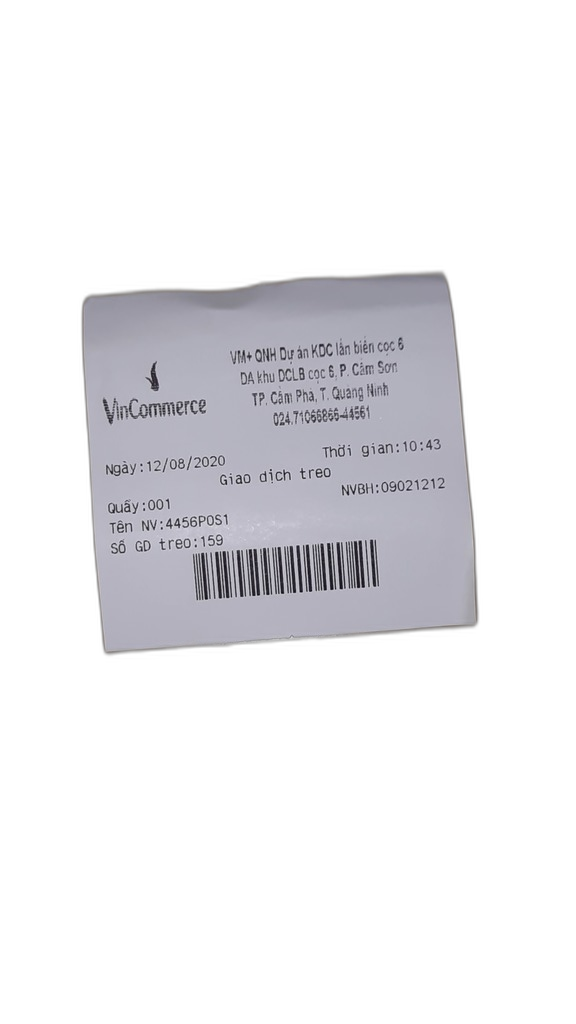 VinCommerce
VM+ QNH Dự án KDC lấn biển cọc 6
DA khu DCLB cọc 6, P. Cẩm Sơn
TP. Cẩm Phả, T. Quảng Ninh
024.71066866-44561
Ngày:12/08/2020 Thời gian:10:43
Giao dịch treo
Quầy:001 NVBH:09021212
Tên NV:4456POS1
Số GD treo:159